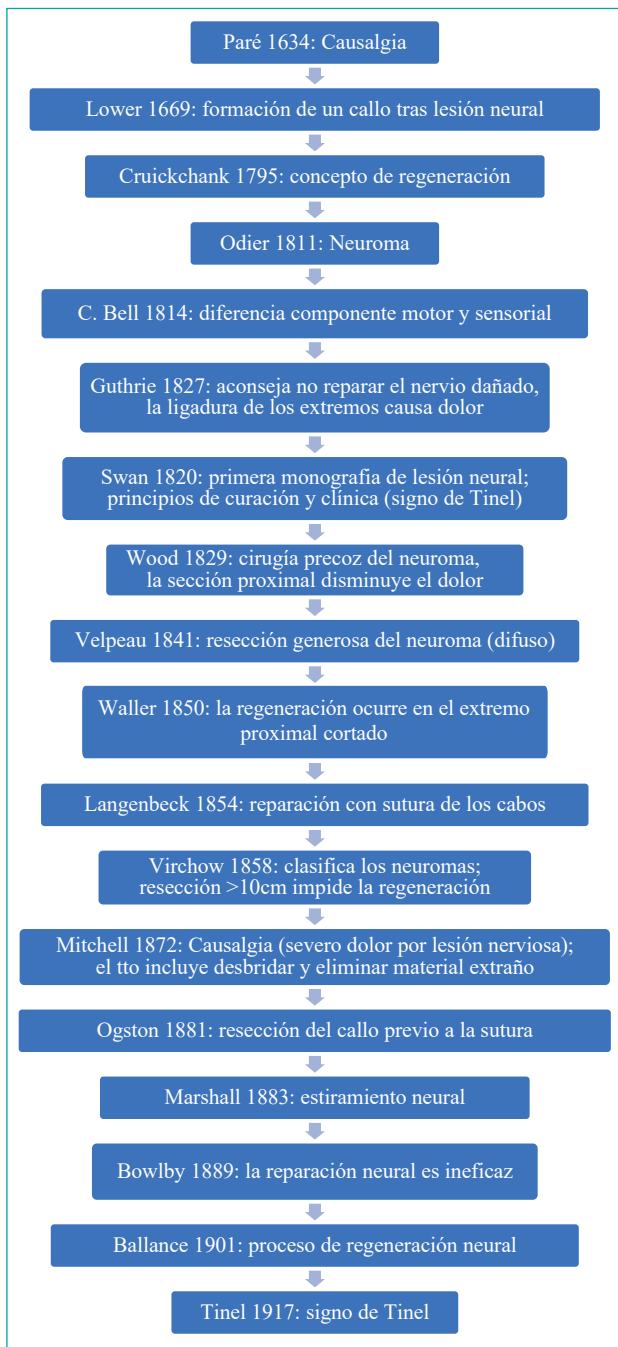 Paré 1634: Causalgia
Lower 1669: formación de un callo tras lesión neural
Cruickchank 1795: concepto de regeneración
Odier 1811: Neuroma
C. Bell 1814: diferencia componente motor y sensorial
Guthrie 1827: aconseja no reparar el nervio dañado,
la ligadura de los extremos causa dolor
Swan 1820: primera monografia de lesión neural;
principios de curación y clínica (signo de Tinel)
Wood 1829: cirugía precoz del neuroma,
la sección proximal disminuye el dolor
Velpeau 1841: resección generosa del neuroma (difuso)
Waller 1850: la regeneración ocurre en el extremo
proximal cortado
Langenbeck 1854: reparación con sutura de los cabos
Virchow 1858: clasifica los neuromas;
resección >10cm impide la regeneración
Mitchell 1872: Causalgia (severo dolor por lesión nerviosa);
el tto incluye desbridar y eliminar material extraño
Ogston 1881: resección del callo previo a la sutura
Marshall 1883: estiramiento neural
Bowlby 1889: la reparación neural es ineficaz
Ballance 1901: proceso de regeneración neural
Tinel 1917: signo de Tinel